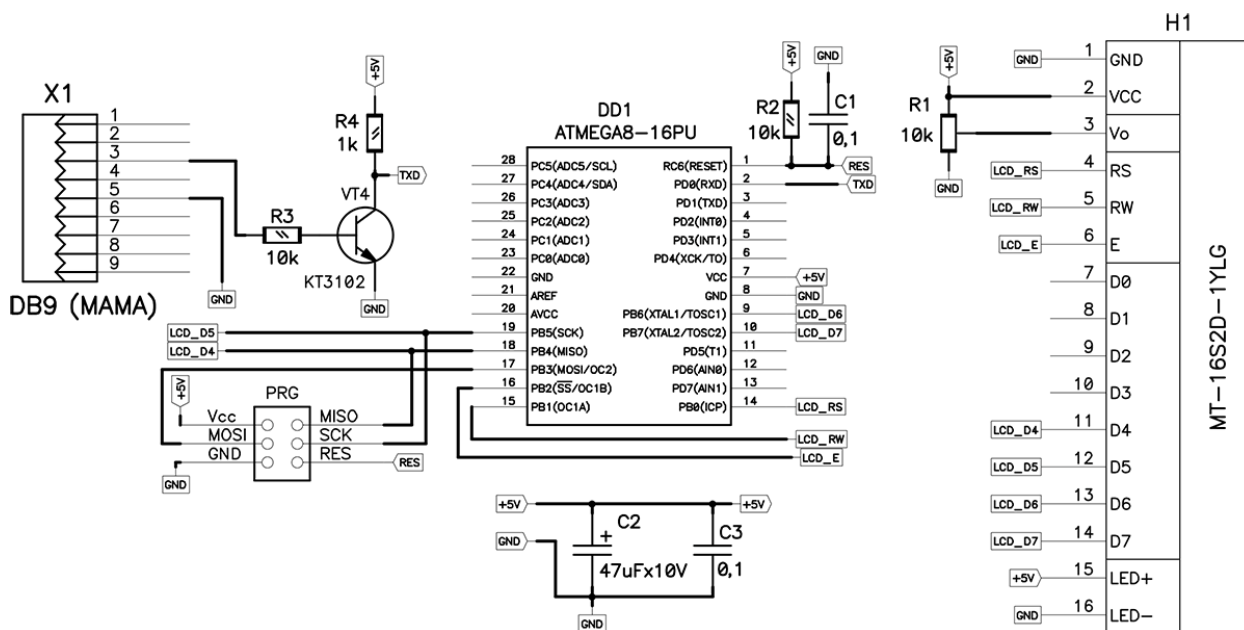 X1
1
2
3
4
5
6
7
8
9
DB9 (MAMA)
GND
R3
10k
+5V
R4
1k
TXD
VT4
KT3102
GND
LCD_D5
LCD_D4
+5V
PRG
Vcc
MISO
MOSI
SCK
GND
RES
RES
GND
DD1
ATMEGA8-16PU
28 PC5(ADC5/SCL) RC6(RESET) 1
27 PC4(ADC4/SDA) PD0(RXD) 2
26 PC3(ADC3) PD1(TXD) 3
25 PC2(ADC2) PD2(INT0) 4
24 PC1(ADC1) PD3(INT1) 5
23 PC0(ADC0) PD4(XCK/TO) 6
22 GND VCC 7
21 AREF GND 8
20 AVCC PB6(XTAL1/TOSC1) 9
19 PB5(SCK) PB7(XTAL2/TOSC2) 10
18 PB4(MISO) PD5(T1) 11
17 PB3(MOSI/OC2) PD6(AIN0) 12
16 PB2(SS/OC1B) PD7(AIN1) 13
15 PB1(OC1A) PB0(ICP) 14
+5V
GND
R2
10k
C1
0,1
RES
TXD
+5V
GND
LCD_D6
LCD_D7
LCD_RS
LCD_RW
LCD_E
+5V
+5V
GND
C2
+
47uFx10V
C3
0,1
GND
+5V
R1
10k
GND
H1
GND 1 GND
2 VCC
3 Vo
LCD_RS 4 RS
LCD_RW 5 RW
LCD_E 6 E
7 D0
8 D1
9 D2
10 D3
LCD_D4 11 D4
LCD_D5 12 D5
LCD_D6 13 D6
LCD_D7 14 D7
+5V 15 LED+
GND 16 LED-
MT-16S2D-1YLG